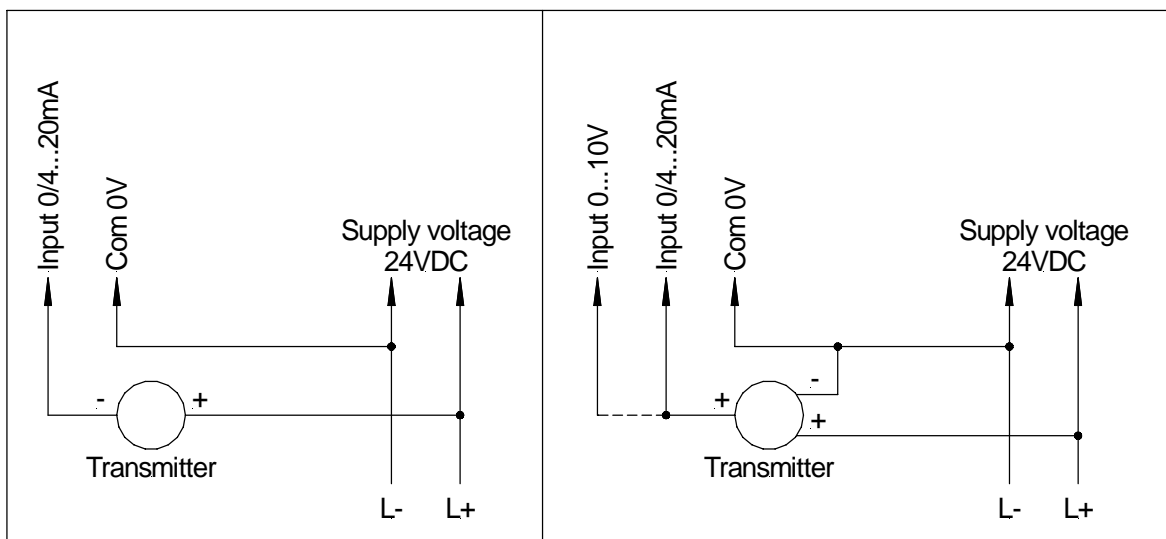 Input 0/4...20mA
Com 0V
Supply voltage
24VDC
-
+
Transmitter
L-
L+
Input 0...10V
Input 0/4...20mA
Com 0V
Supply voltage
24VDC
+
-
+
Transmitter
L-
L+